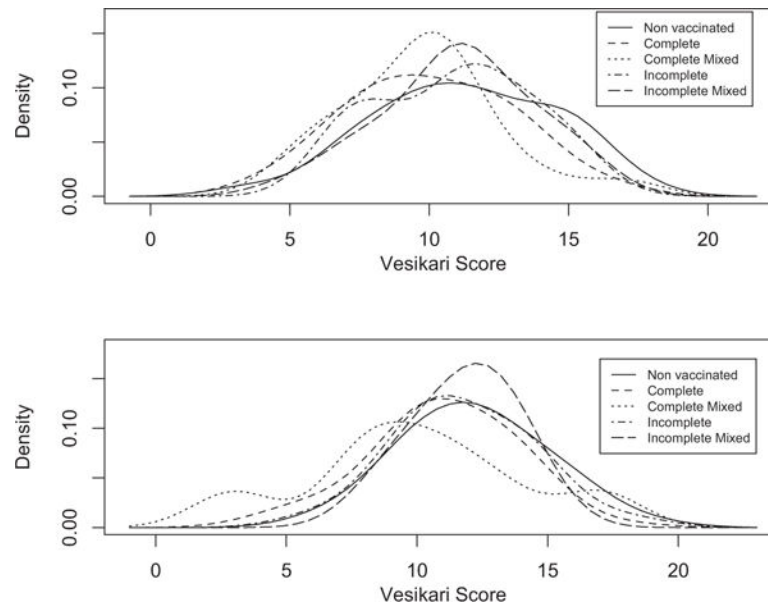 Density
0.00
0.10
Non vaccinated
Complete
Complete Mixed
Incomplete
Incomplete Mixed
0 5 10 15 20
Vesikari Score
Density
0.00
0.10
Non vaccinated
Complete
Complete Mixed
Incomplete
Incomplete Mixed
0 5 10 15 20
Vesikari Score